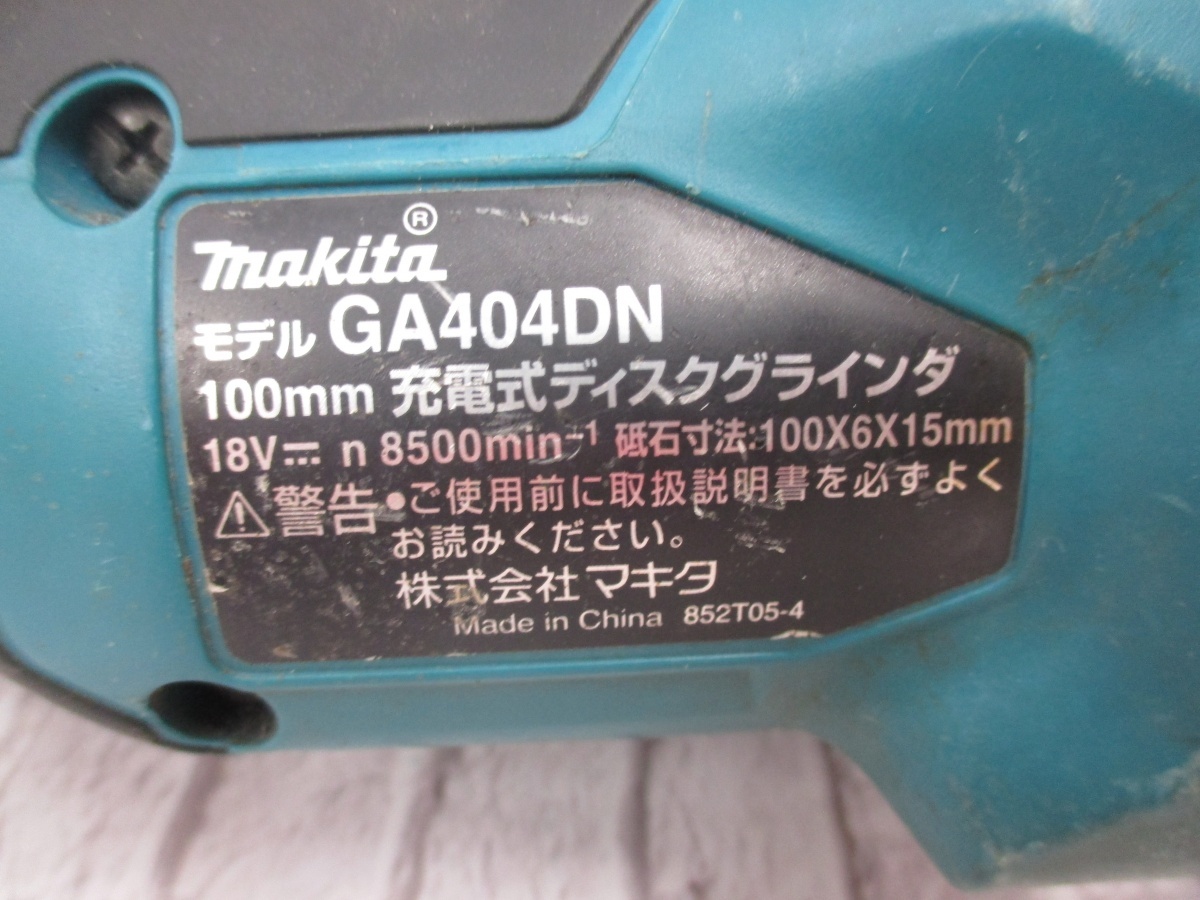 makita®
モデル GA404DN
100mm 充電式ディスクグラインダ
18V⎓ n 8500min⁻¹ 砥石寸法:100X6X15mm
⚠警告 ●ご使用前に取扱説明書を必ずよく
お読みください。
株式会社マキタ
Made in China 852T05-4